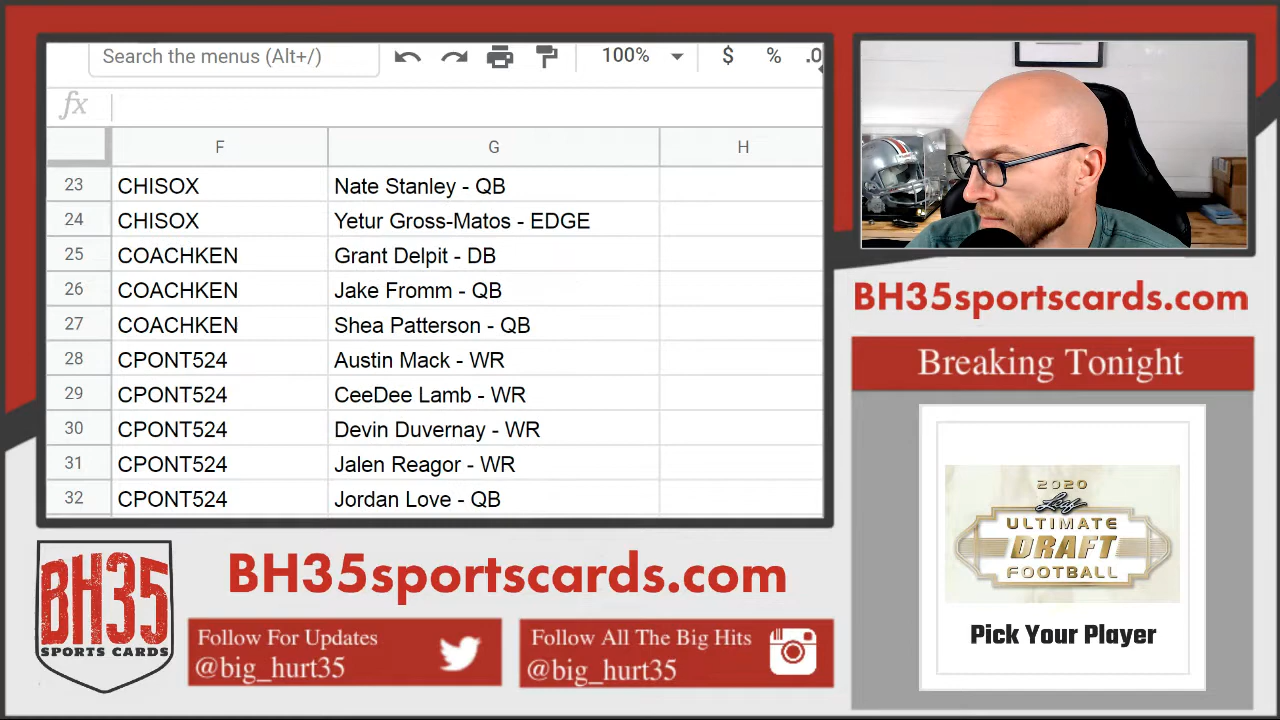 Search the menus (Alt+/)
100%
$
%
.0
fx
F
G
H
23 CHISOX Nate Stanley - QB
24 CHISOX Yetur Gross-Matos - EDGE
25 COACHKEN Grant Delpit - DB
26 COACHKEN Jake Fromm - QB
27 COACHKEN Shea Patterson - QB
28 CPONT524 Austin Mack - WR
29 CPONT524 CeeDee Lamb - WR
30 CPONT524 Devin Duvernay - WR
31 CPONT524 Jalen Reagor - WR
32 CPONT524 Jordan Love - QB
BH35sportscards.com
Breaking Tonight
2020
Leaf
ULTIMATE
DRAFT
FOOTBALL
Pick Your Player
BH35
SPORTS CARDS
BH35sportscards.com
Follow For Updates
@big_hurt35
Follow All The Big Hits
@big_hurt35